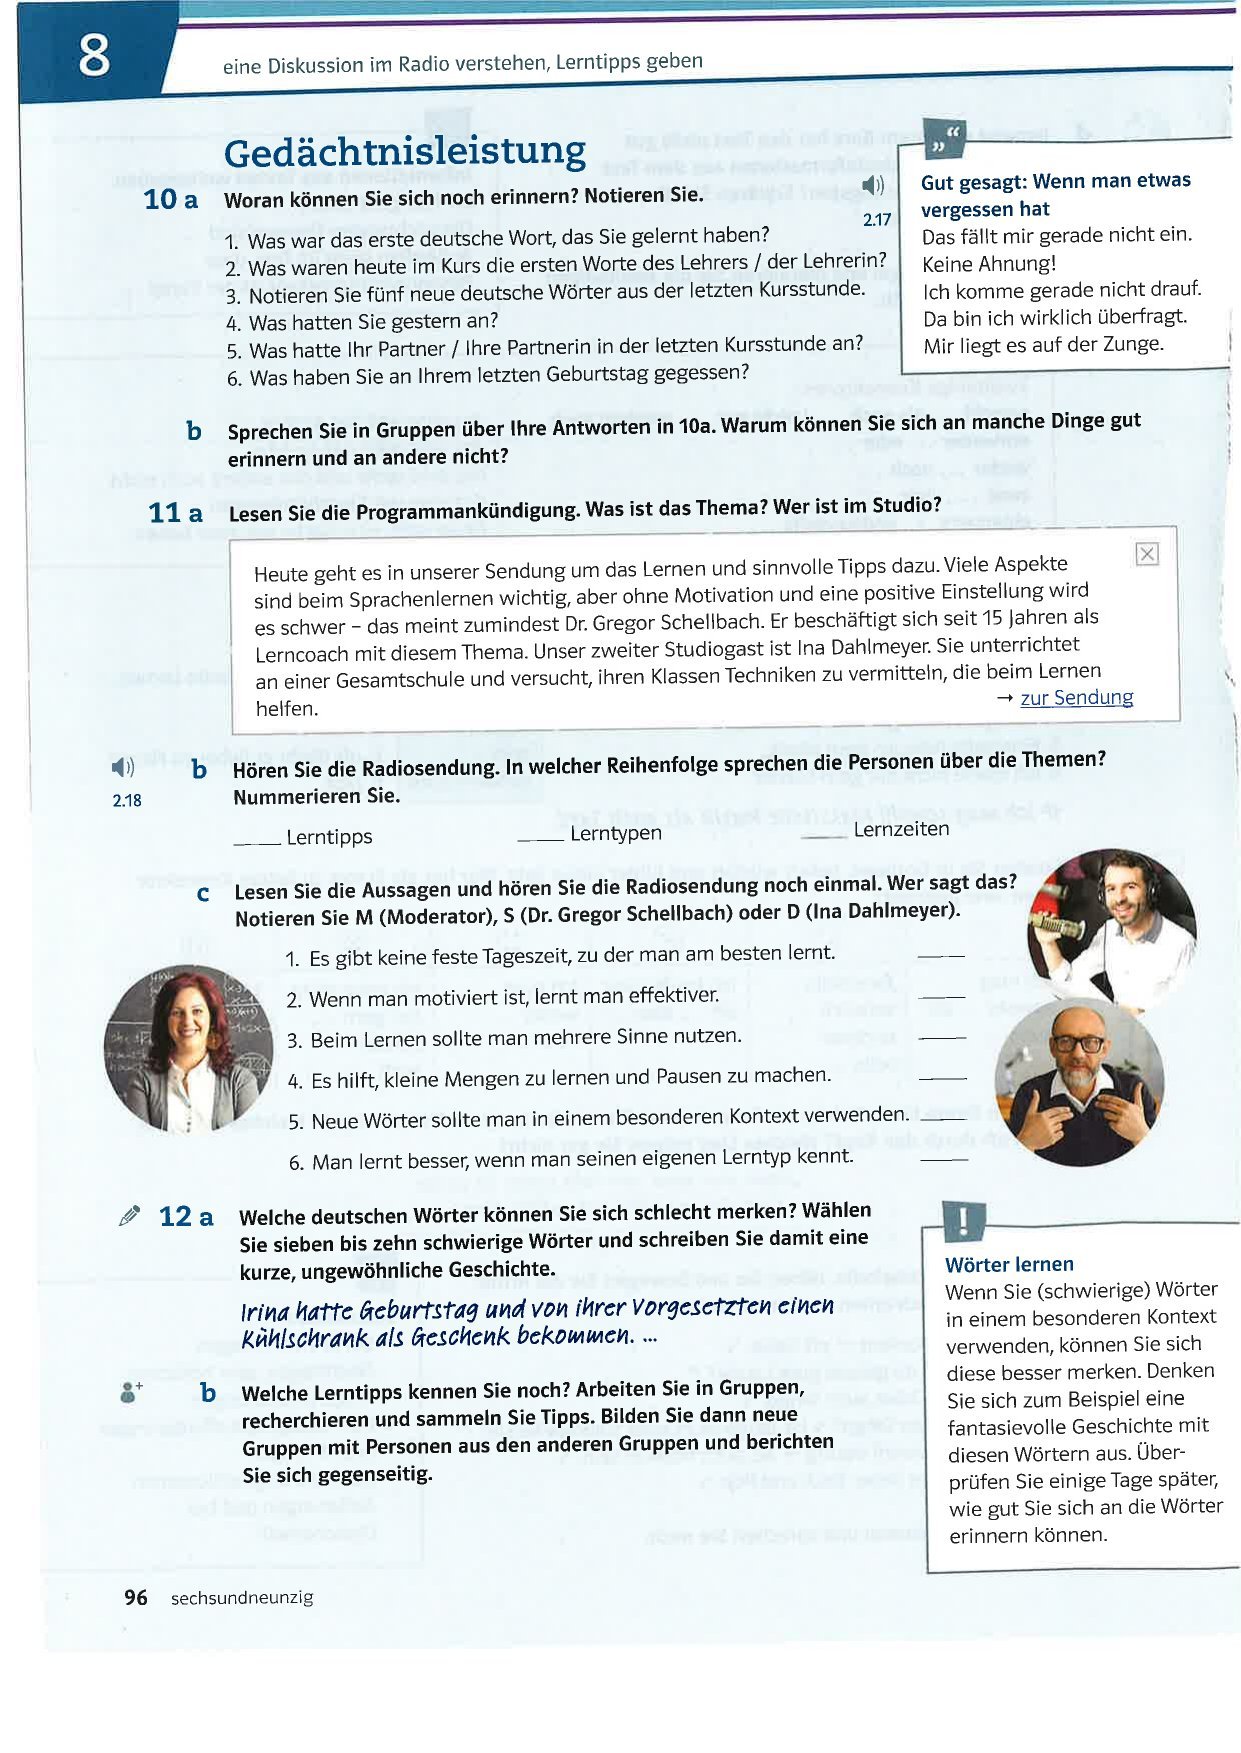 8
eine Diskussion im Radio verstehen, Lerntipps geben
Gedächtnisleistung
10 a Woran können Sie sich noch erinnern? Notieren Sie.
1. Was war das erste deutsche Wort, das Sie gelernt haben?
2. Was waren heute im Kurs die ersten Worte des Lehrers / der Lehrerin?
3. Notieren Sie fünf neue deutsche Wörter aus der letzten Kursstunde.
4. Was hatten Sie gestern an?
5. Was hatte Ihr Partner / Ihre Partnerin in der letzten Kursstunde an?
6. Was haben Sie an Ihrem letzten Geburtstag gegessen?
2.17
„“
Gut gesagt: Wenn man etwas
vergessen hat
Das fällt mir gerade nicht ein.
Keine Ahnung!
Ich komme gerade nicht drauf.
Da bin ich wirklich überfragt.
Mir liegt es auf der Zunge.
b Sprechen Sie in Gruppen über Ihre Antworten in 10a. Warum können Sie sich an manche Dinge gut
erinnern und an andere nicht?
11 a Lesen Sie die Programmankündigung. Was ist das Thema? Wer ist im Studio?
Heute geht es in unserer Sendung um das Lernen und sinnvolle Tipps dazu. Viele Aspekte
sind beim Sprachenlernen wichtig, aber ohne Motivation und eine positive Einstellung wird
es schwer – das meint zumindest Dr. Gregor Schellbach. Er beschäftigt sich seit 15 Jahren als
Lerncoach mit diesem Thema. Unser zweiter Studiogast ist Ina Dahlmeyer. Sie unterrichtet
an einer Gesamtschule und versucht, ihren Klassen Techniken zu vermitteln, die beim Lernen
helfen. → zur Sendung
2.18
b Hören Sie die Radiosendung. In welcher Reihenfolge sprechen die Personen über die Themen?
Nummerieren Sie.
____ Lerntipps ____ Lerntypen ____ Lernzeiten
c Lesen Sie die Aussagen und hören Sie die Radiosendung noch einmal. Wer sagt das?
Notieren Sie M (Moderator), S (Dr. Gregor Schellbach) oder D (Ina Dahlmeyer).
1. Es gibt keine feste Tageszeit, zu der man am besten lernt. ____
2. Wenn man motiviert ist, lernt man effektiver. ____
3. Beim Lernen sollte man mehrere Sinne nutzen. ____
4. Es hilft, kleine Mengen zu lernen und Pausen zu machen. ____
5. Neue Wörter sollte man in einem besonderen Kontext verwenden. ____
6. Man lernt besser, wenn man seinen eigenen Lerntyp kennt. ____
12 a Welche deutschen Wörter können Sie sich schlecht merken? Wählen
Sie sieben bis zehn schwierige Wörter und schreiben Sie damit eine
kurze, ungewöhnliche Geschichte.
Irina hatte Geburtstag und von ihrer Vorgesetzten einen
Kühlschrank als Geschenk bekommen. ...
b Welche Lerntipps kennen Sie noch? Arbeiten Sie in Gruppen,
recherchieren und sammeln Sie Tipps. Bilden Sie dann neue
Gruppen mit Personen aus den anderen Gruppen und berichten
Sie sich gegenseitig.
!
Wörter lernen
Wenn Sie (schwierige) Wörter
in einem besonderen Kontext
verwenden, können Sie sich
diese besser merken. Denken
Sie sich zum Beispiel eine
fantasievolle Geschichte mit
diesen Wörtern aus. Über-
prüfen Sie einige Tage später,
wie gut Sie sich an die Wörter
erinnern können.
96 sechsundneunzig